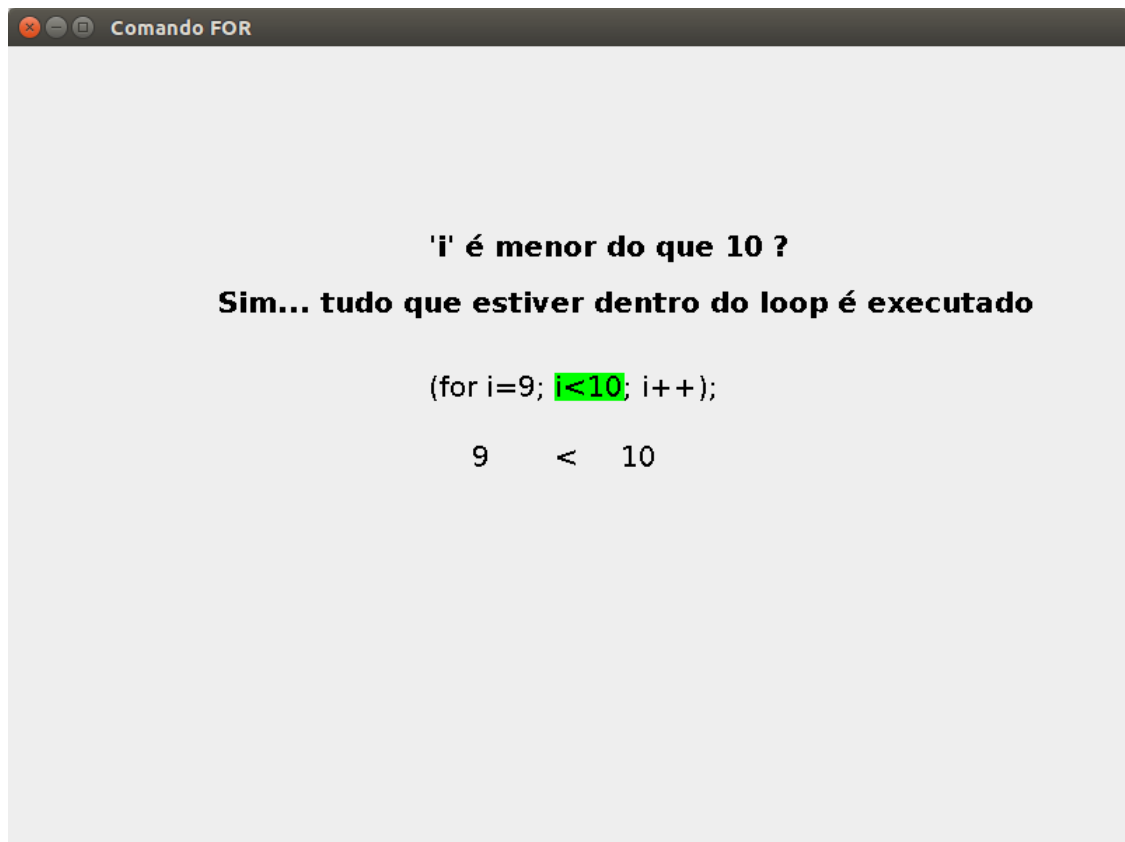 Comando FOR
'i' é menor do que 10 ?
Sim... tudo que estiver dentro do loop é executado
(for i=9; i<10; i++);
9 < 10